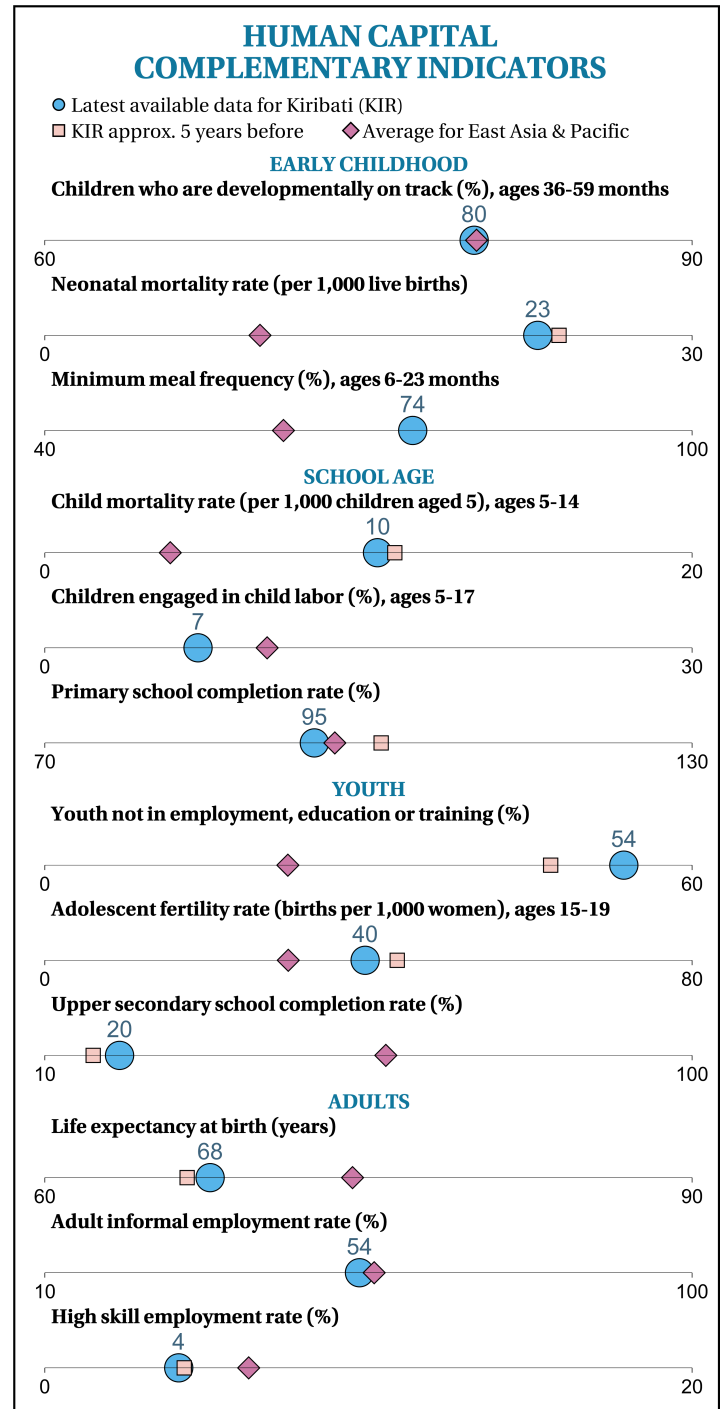 HUMAN CAPITAL
COMPLEMENTARY INDICATORS
Latest available data for Kiribati (KIR)
KIR approx. 5 years before
Average for East Asia & Pacific
EARLY CHILDHOOD
Children who are developmentally on track (%), ages 36-59 months
80
60
90
Neonatal mortality rate (per 1,000 live births)
23
0
30
Minimum meal frequency (%), ages 6-23 months
74
40
100
SCHOOL AGE
Child mortality rate (per 1,000 children aged 5), ages 5-14
10
0
20
Children engaged in child labor (%), ages 5-17
7
0
30
Primary school completion rate (%)
95
70
130
YOUTH
Youth not in employment, education or training (%)
54
0
60
Adolescent fertility rate (births per 1,000 women), ages 15-19
40
0
80
Upper secondary school completion rate (%)
20
10
100
ADULTS
Life expectancy at birth (years)
68
60
90
Adult informal employment rate (%)
54
10
100
High skill employment rate (%)
4
0
20